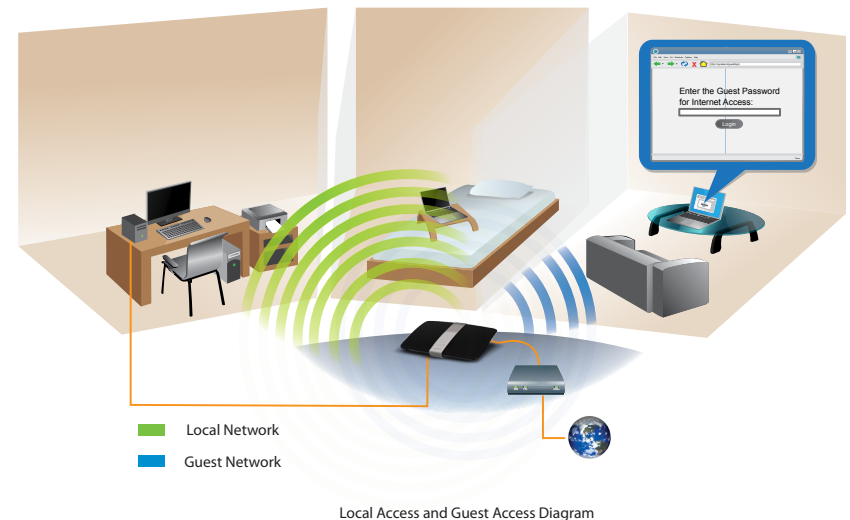 Enter the Guest Password
for Internet Access:
Login
Local Network
Guest Network
Local Access and Guest Access Diagram